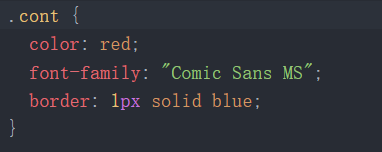 .cont {
  color: red;
  font-family: "Comic Sans MS";
  border: 1px solid blue;
}